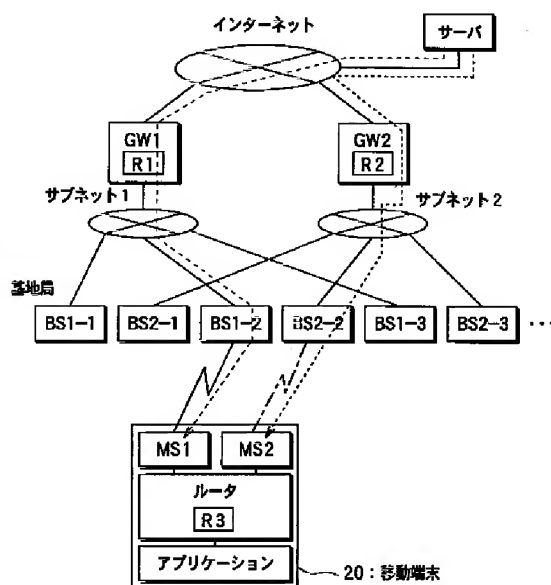 インターネット
サーバ
GW1
R1
GW2
R2
サブネット1
サブネット2
基地局
BS1-1
BS2-1
BS1-2
BS2-2
BS1-3
BS2-3
···
MS1
MS2
ルータ
R3
アプリケーション
20:移動端末